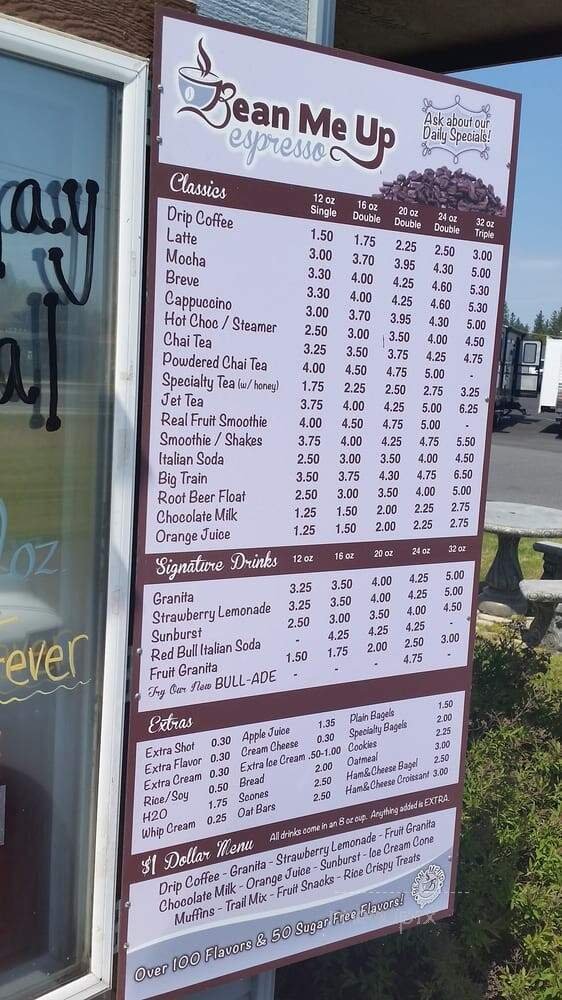 Bean Me Up
espresso
Ask about our
Daily Specials!
Classics 12 oz Single 16 oz Double 20 oz Double 24 oz Double 32 oz Triple
Drip Coffee 1.50 1.75 2.25 2.50 3.00
Latte 3.00 3.70 3.95 4.30 5.00
Mocha 3.30 4.00 4.25 4.60 5.30
Breve 3.30 4.00 4.25 4.60 5.30
Cappuccino 3.00 3.70 3.95 4.30 5.00
Hot Choc / Steamer 2.50 3.00 3.50 4.00 4.50
Chai Tea 3.25 3.50 3.75 4.25 4.75
Powdered Chai Tea 4.00 4.50 4.75 5.00 -
Specialty Tea (w/ honey) 1.75 2.25 2.50 2.75 3.25
Jet Tea 3.75 4.00 4.25 5.00 6.25
Real Fruit Smoothie 4.00 4.50 4.75 5.00 -
Smoothie / Shakes 3.75 4.00 4.25 4.75 5.50
Italian Soda 2.50 3.00 3.50 4.00 4.50
Big Train 3.50 3.75 4.30 4.75 6.50
Root Beer Float 2.50 3.00 3.50 4.00 5.00
Chocolate Milk 1.25 1.50 2.00 2.25 2.75
Orange Juice 1.25 1.50 2.00 2.25 2.75
Signature Drinks 12 oz 16 oz 20 oz 24 oz 32 oz
Granita 3.25 3.50 4.00 4.25 5.00
Strawberry Lemonade 3.25 3.50 4.00 4.25 5.00
Sunburst 2.50 3.00 3.50 4.00 4.50
Red Bull Italian Soda - 4.25 4.25 4.25 -
Fruit Granita 1.50 1.75 2.00 2.50 3.00
Try Our New BULL-ADE - - - 4.75 -
Extras
Extra Shot 0.30 Apple Juice 1.35 Plain Bagels 1.50
Extra Flavor 0.30 Cream Cheese 0.30 Specialty Bagels 2.00
Extra Cream 0.30 Extra Ice Cream .50-1.00 Cookies 2.25
Rice/Soy 0.50 Bread 2.00 Oatmeal 3.00
H2O 1.75 Scones 2.50 Ham&Cheese Bagel 2.50
Whip Cream 0.25 Oat Bars 2.50 Ham&Cheese Croissant 3.00
$1 Dollar Menu All drinks come in an 8 oz cup. Anything added is EXTRA.
Drip Coffee - Granita - Strawberry Lemonade - Fruit Granita
Chocolate Milk - Orange Juice - Sunburst - Ice Cream Cone
Muffins - Trail Mix - Fruit Snacks - Rice Crispy Treats
Over 100 Flavors & 50 Sugar Free Flavors!
pix
ay
al
oz
ever